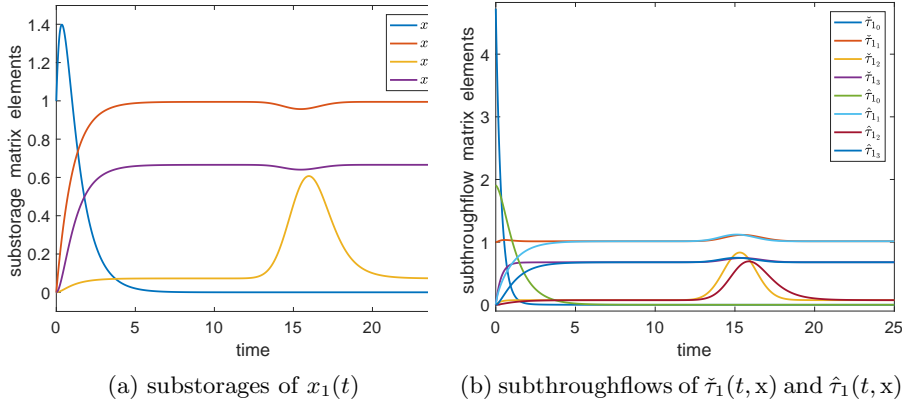 1.4
1.2
1
0.8
0.6
0.4
0.2
0
substorage matrix elements
0 5 10 15 20
time
x
x
x
x
4
3
2
1
0
subthroughflow matrix elements
0 5 10 15 20 25
time
τ̌₁₀
τ̌₁₁
τ̌₁₂
τ̌₁₃
τ̂₁₀
τ̂₁₁
τ̂₁₂
τ̂₁₃
(a) substorages of x₁(t)
(b) subthroughflows of τ̌₁(t, x) and τ̂₁(t, x)